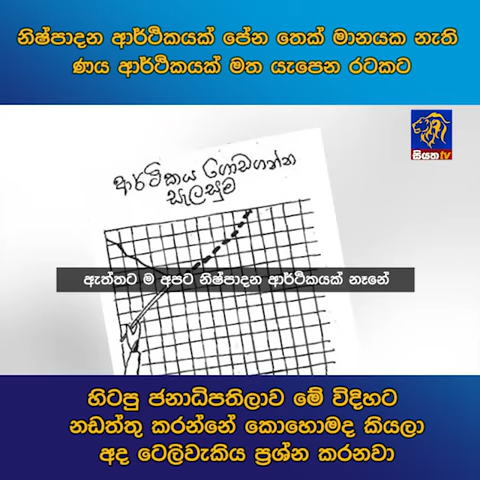 නිෂ්පාදන ආර්ථිකයක් පේන තෙක් මානයක නැති
ණය ආර්ථිකයක් මත යැපෙන රටකට
සියත tv
ආර්ථිකය ගොඩගන්න
සැලසුම
ඇත්තට ම අපට නිෂ්පාදන ආර්ථිකයක් නෑනේ
හිටපු ජනාධිපතිලාව මේ විදිහට
නඩත්තු කරන්නේ කොහොමද කියලා
අද ටෙලිවැකිය ප්‍රශ්න කරනවා